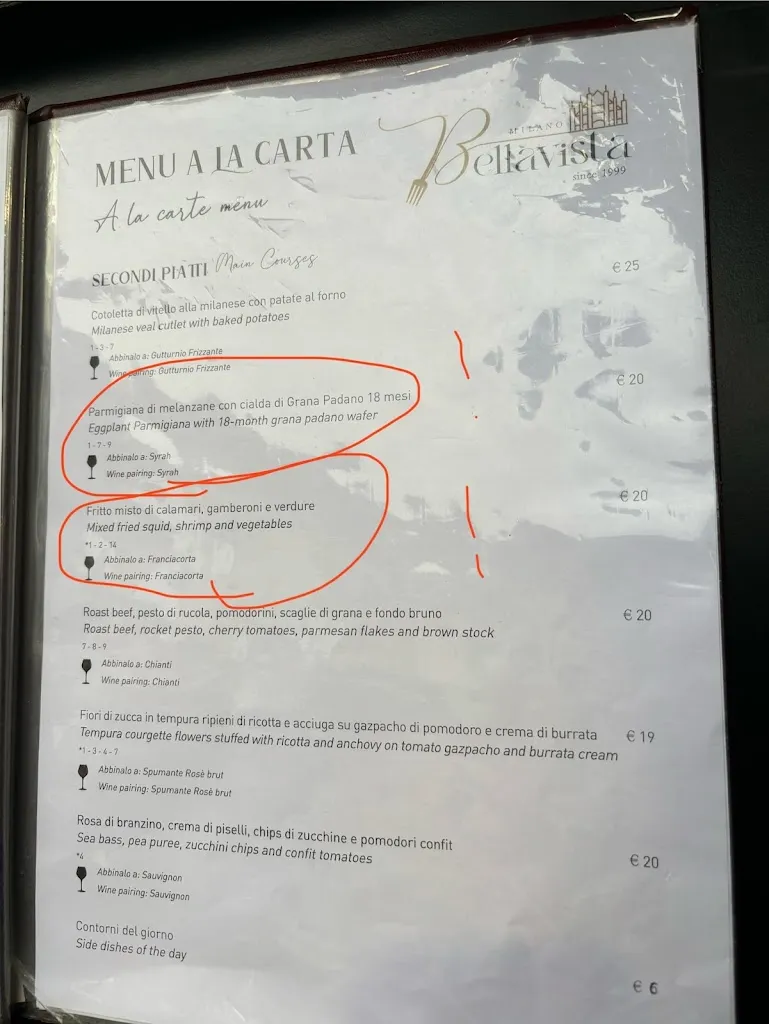 MENU A LA CARTA
A la carte menu
MILANO
Bellavista
since 1999
SECONDI PIATTI Main Courses
Cotoletta di vitello alla milanese con patate al forno € 25
Milanese veal cutlet with baked potatoes
1-3-7
Abbinalo a: Gutturnio Frizzante
Wine pairing: Gutturnio Frizzante
Parmigiana di melanzane con cialda di Grana Padano 18 mesi € 20
Eggplant Parmigiana with 18-month grana padano wafer
1-7-9
Abbinalo a: Syrah
Wine pairing: Syrah
Fritto misto di calamari, gamberoni e verdure € 20
Mixed fried squid, shrimp and vegetables
*1-2-14
Abbinalo a: Franciacorta
Wine pairing: Franciacorta
Roast beef, pesto di rucola, pomodorini, scaglie di grana e fondo bruno € 20
Roast beef, rocket pesto, cherry tomatoes, parmesan flakes and brown stock
7-8-9
Abbinalo a: Chianti
Wine pairing: Chianti
Fiori di zucca in tempura ripieni di ricotta e acciuga su gazpacho di pomodoro e crema di burrata € 19
Tempura courgette flowers stuffed with ricotta and anchovy on tomato gazpacho and burrata cream
*1-3-4-7
Abbinalo a: Spumante Rosè brut
Wine pairing: Spumante Rosè brut
Rosa di branzino, crema di piselli, chips di zucchine e pomodori confit € 20
Sea bass, pea puree, zucchini chips and confit tomatoes
*4
Abbinalo a: Sauvignon
Wine pairing: Sauvignon
Contorni del giorno € 6
Side dishes of the day